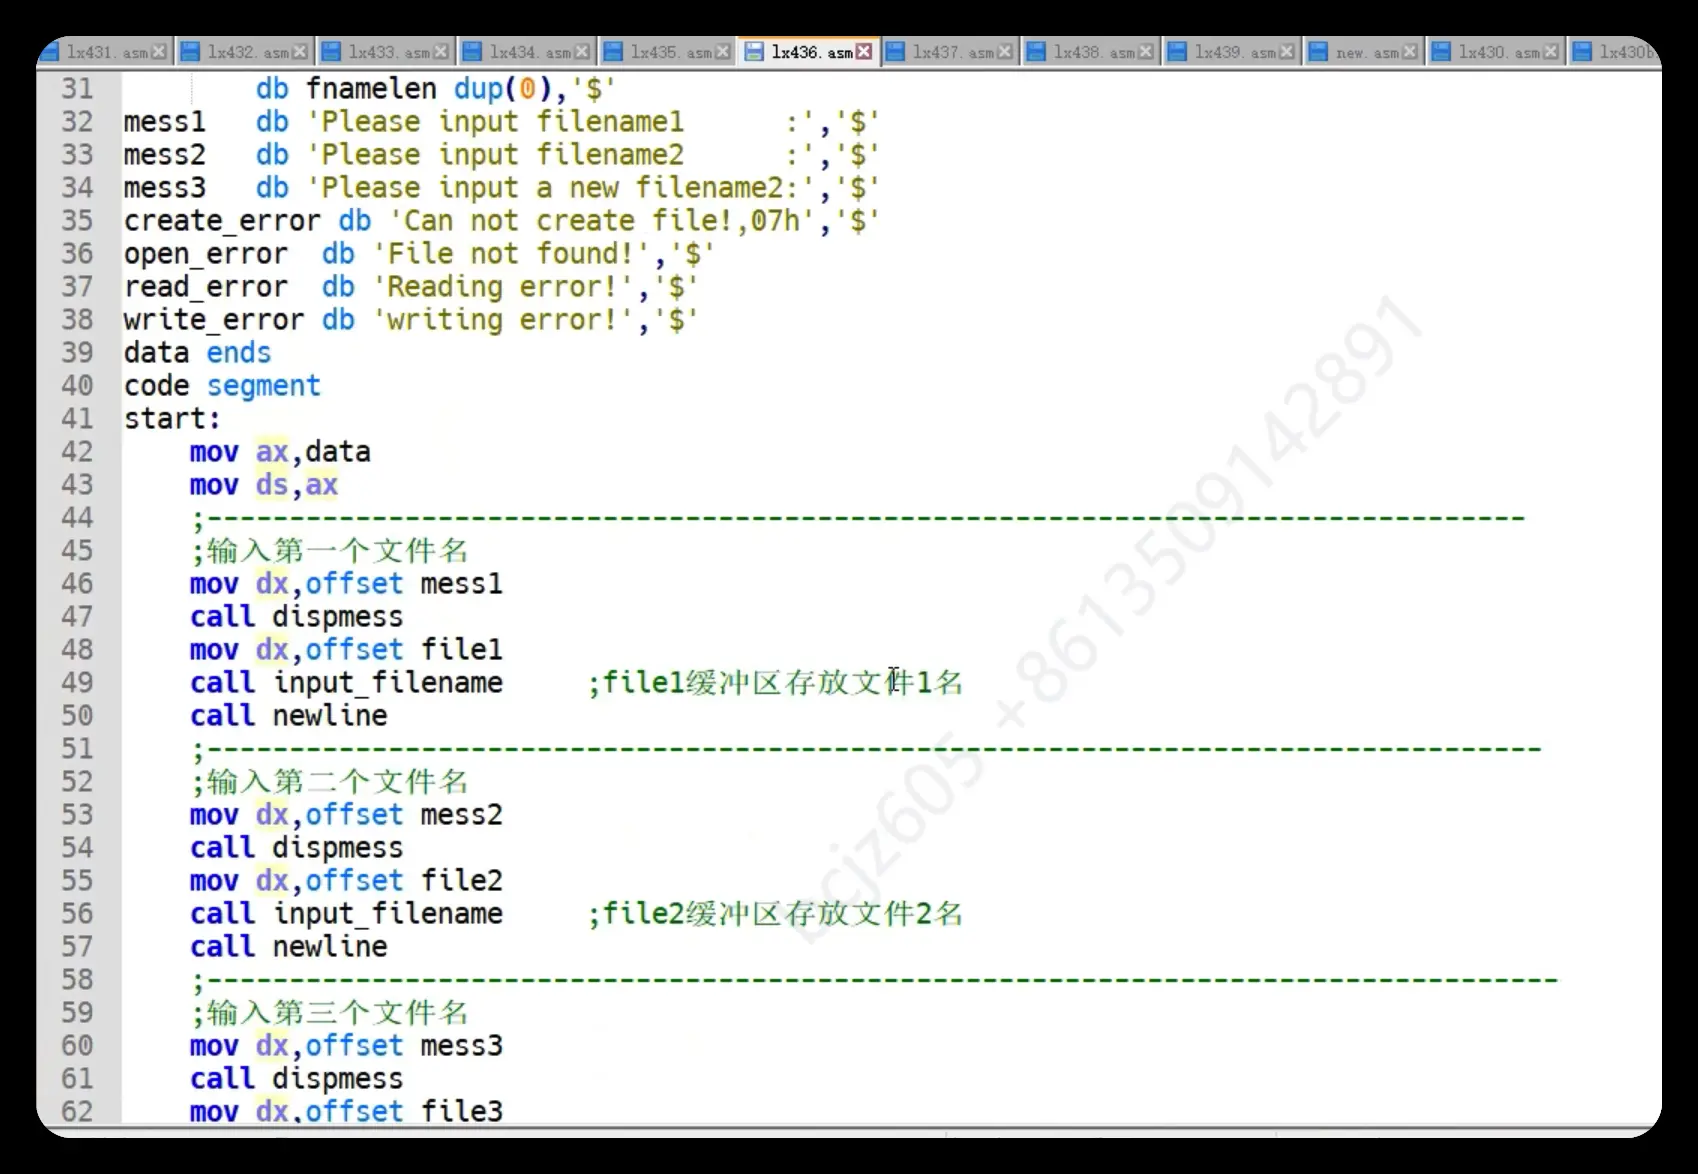 lx431.asm lx432.asm lx433.asm lx434.asm lx435.asm lx436.asm lx437.asm lx438.asm lx439.asm new.asm lx430.asm lx430b
31 db fnamelen dup(0),'$'
32 mess1 db 'Please input filename1 :','$'
33 mess2 db 'Please input filename2 :','$'
34 mess3 db 'Please input a new filename2:','$'
35 create_error db 'Can not create file!,07h','$'
36 open_error db 'File not found!','$'
37 read_error db 'Reading error!','$'
38 write_error db 'writing error!','$'
39 data ends
40 code segment
41 start:
42 mov ax,data
43 mov ds,ax
44 ;--------------------------------------------------------------------------------
45 ;输入第一个文件名
46 mov dx,offset mess1
47 call dispmess
48 mov dx,offset file1
49 call input_filename ;file1缓冲区存放文件1名
50 call newline
51 ;---------------------------------------------------------------------------------
52 ;输入第二个文件名
53 mov dx,offset mess2
54 call dispmess
55 mov dx,offset file2
56 call input_filename ;file2缓冲区存放文件2名
57 call newline
58 ;----------------------------------------------------------------------------------
59 ;输入第三个文件名
60 mov dx,offset mess3
61 call dispmess
62 mov dx,offset file3
bcjz605 +8613509142891